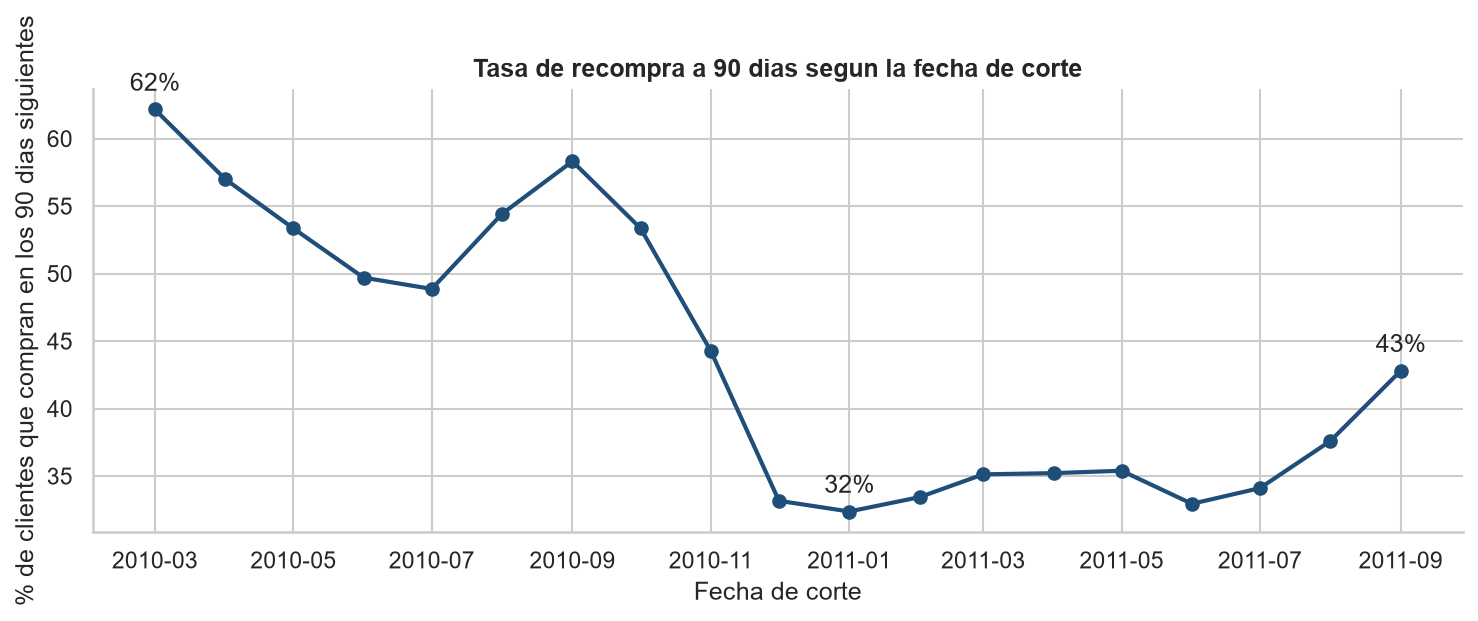 Tasa de recompra a 90 dias segun la fecha de corte
% de clientes que compran en los 90 dias siguientes
60
55
50
45
40
35
62%
32%
43%
2010-03 2010-05 2010-07 2010-09 2010-11 2011-01 2011-03 2011-05 2011-07 2011-09
Fecha de corte